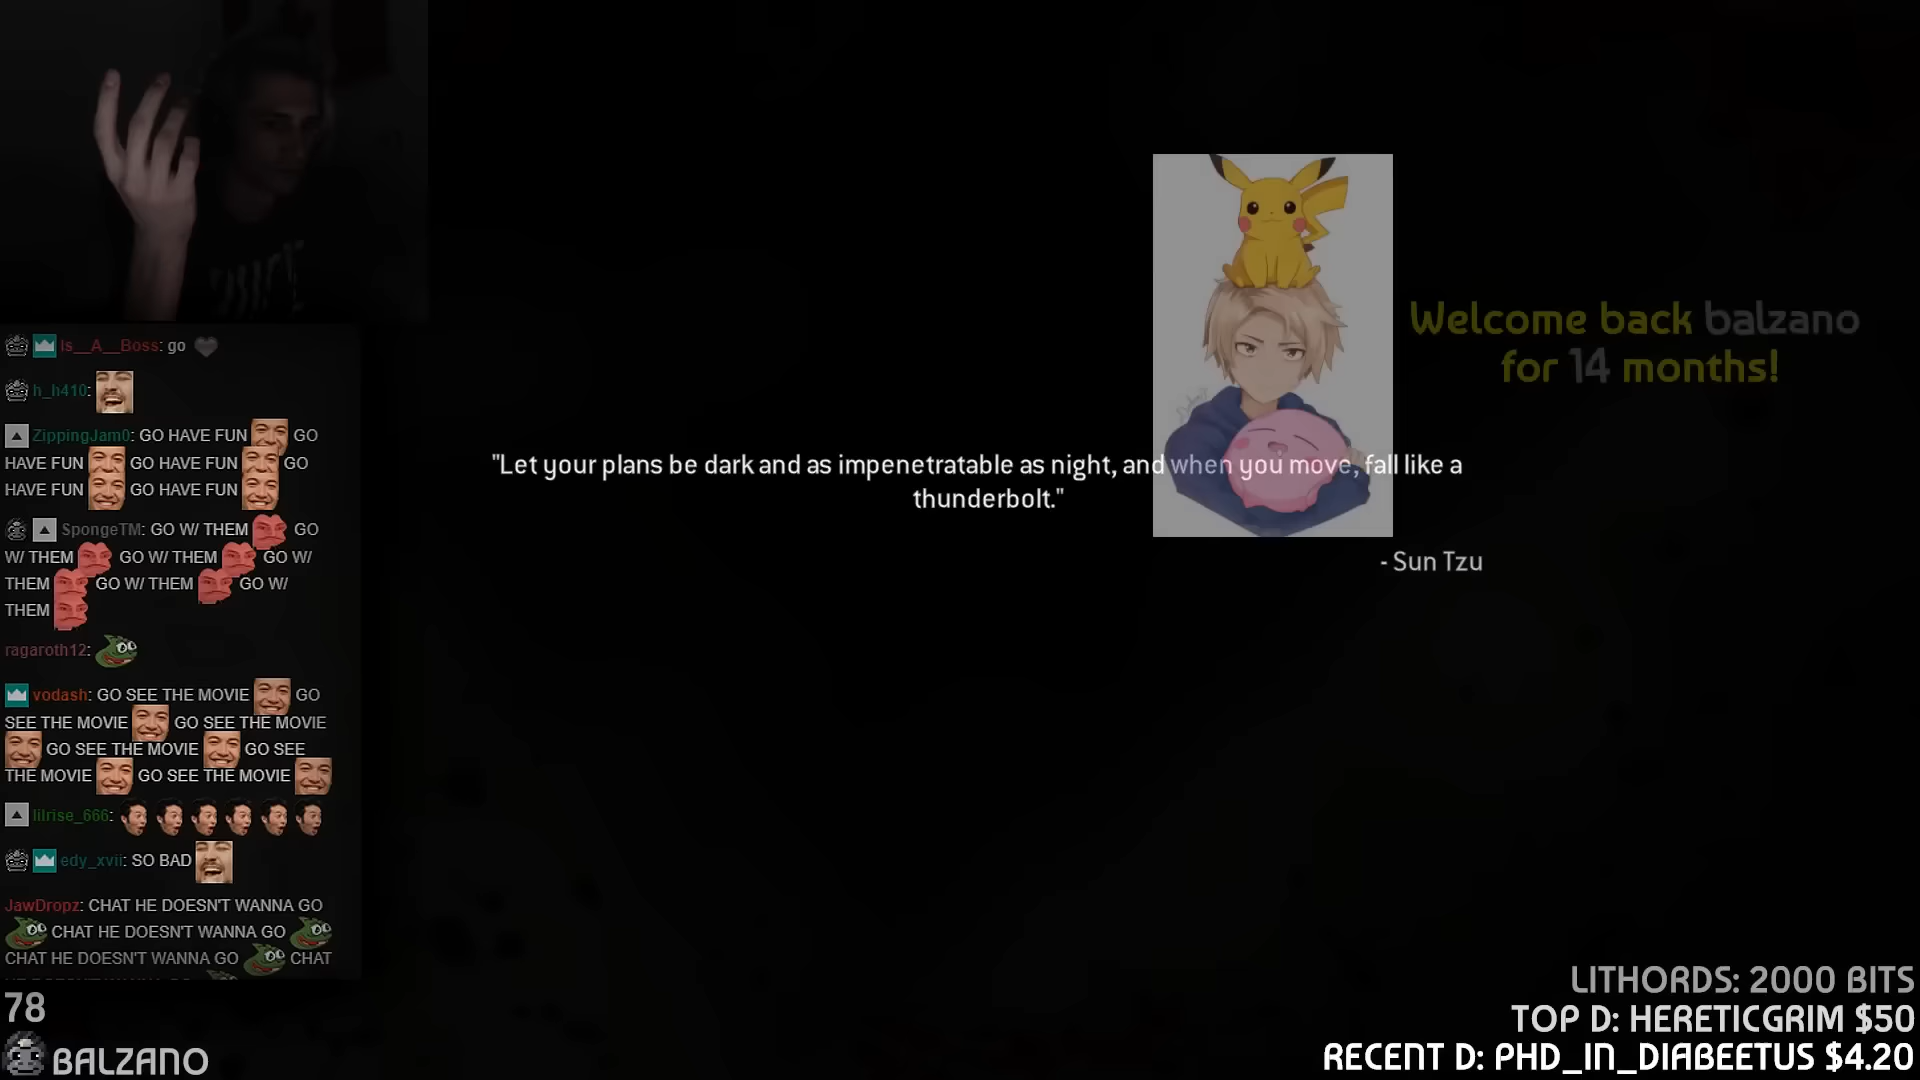 Is__A__Boss: go
h_h410:
ZippingJam0: GO HAVE FUN GO
HAVE FUN GO HAVE FUN GO
HAVE FUN GO HAVE FUN
SpongeTM: GO W/ THEM GO
W/ THEM GO W/ THEM GO W/
THEM GO W/ THEM GO W/
THEM
ragaroth12:
vodash: GO SEE THE MOVIE GO
SEE THE MOVIE GO SEE THE MOVIE
GO SEE THE MOVIE GO SEE
THE MOVIE GO SEE THE MOVIE
lilrise_666:
edy_xvii: SO BAD
JawDropz: CHAT HE DOESN'T WANNA GO
CHAT HE DOESN'T WANNA GO
CHAT HE DOESN'T WANNA GO CHAT
78
BALZANO
"Let your plans be dark and as impenetratable as night, and when you move, fall like a
thunderbolt."
- Sun Tzu
Welcome back balzano
for 14 months!
LITHORDS: 2000 BITS
TOP D: HERETICGRIM $50
RECENT D: PHD_IN_DIABEETUS $4.20